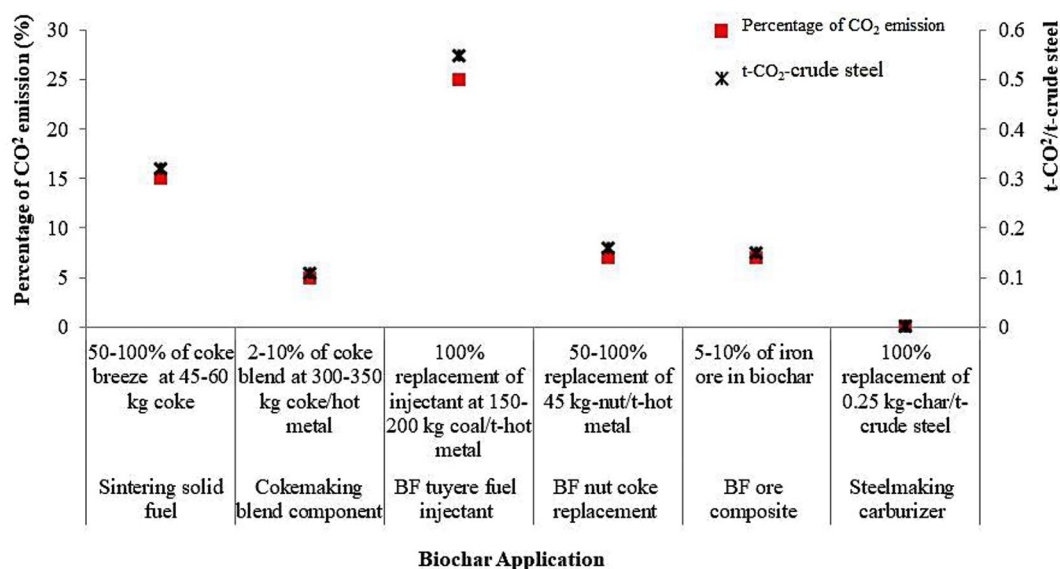 Percentage of CO² emission (%)
30
25
20
15
10
5
0
Percentage of CO₂ emission
t-CO₂-crude steel
0.6
0.5
0.4
0.3
0.2
0.1
0
t-CO²/t-crude steel
50-100% of coke
breeze at 45-60
kg coke
2-10% of coke
blend at 300-350
kg coke/hot
metal
100%
replacement of
injectant at 150-
200 kg coal/t-hot
metal
50-100%
replacement of
45 kg-nut/t-hot
metal
5-10% of iron
ore in biochar
100%
replacement of
0.25 kg-char/t-
crude steel
Sintering solid
fuel
Cokemaking
blend component
BF tuyere fuel
injectant
BF nut coke
replacement
BF ore
composite
Steelmaking
carburizer
Biochar Application